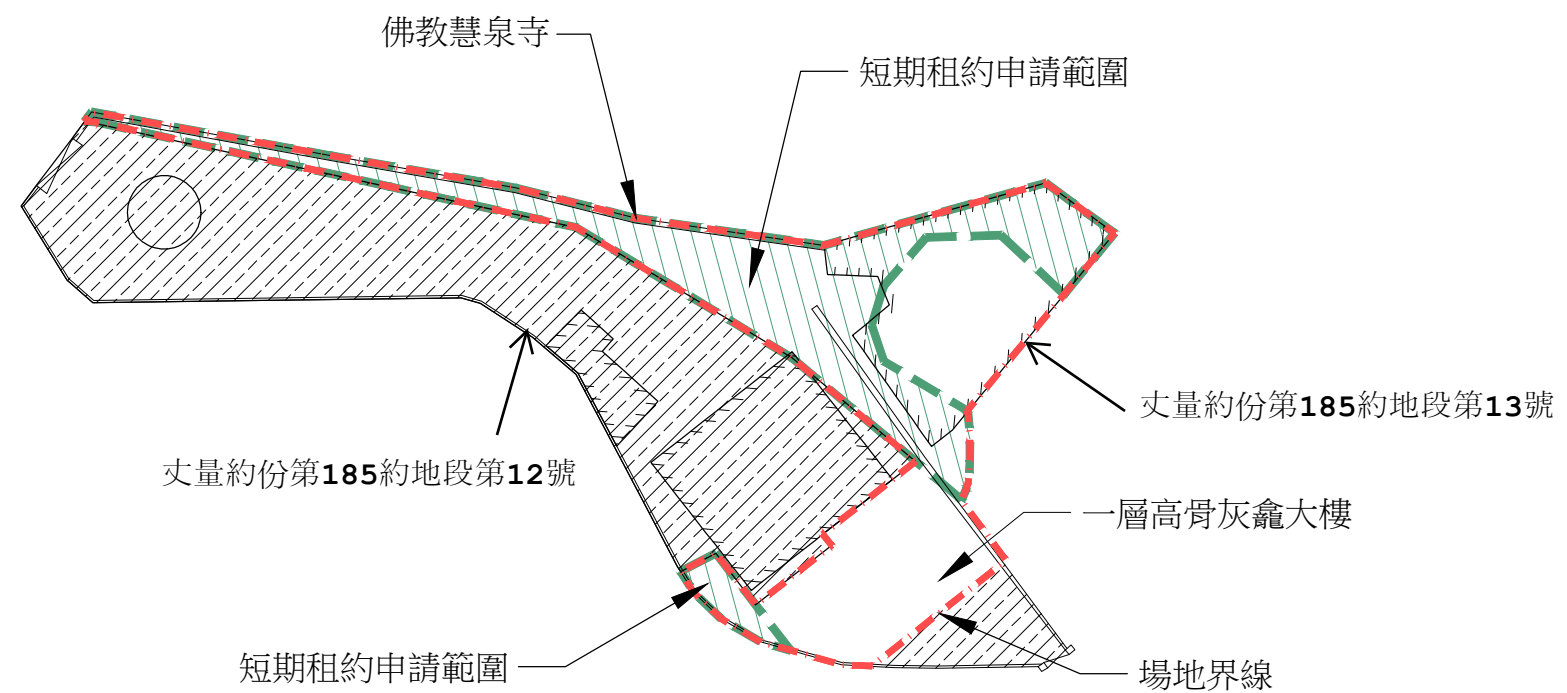 佛教慧泉寺
短期租約申請範圍
丈量約份第185約地段第13號
丈量約份第185約地段第12號
一層高骨灰龕大樓
短期租約申請範圍
場地界線